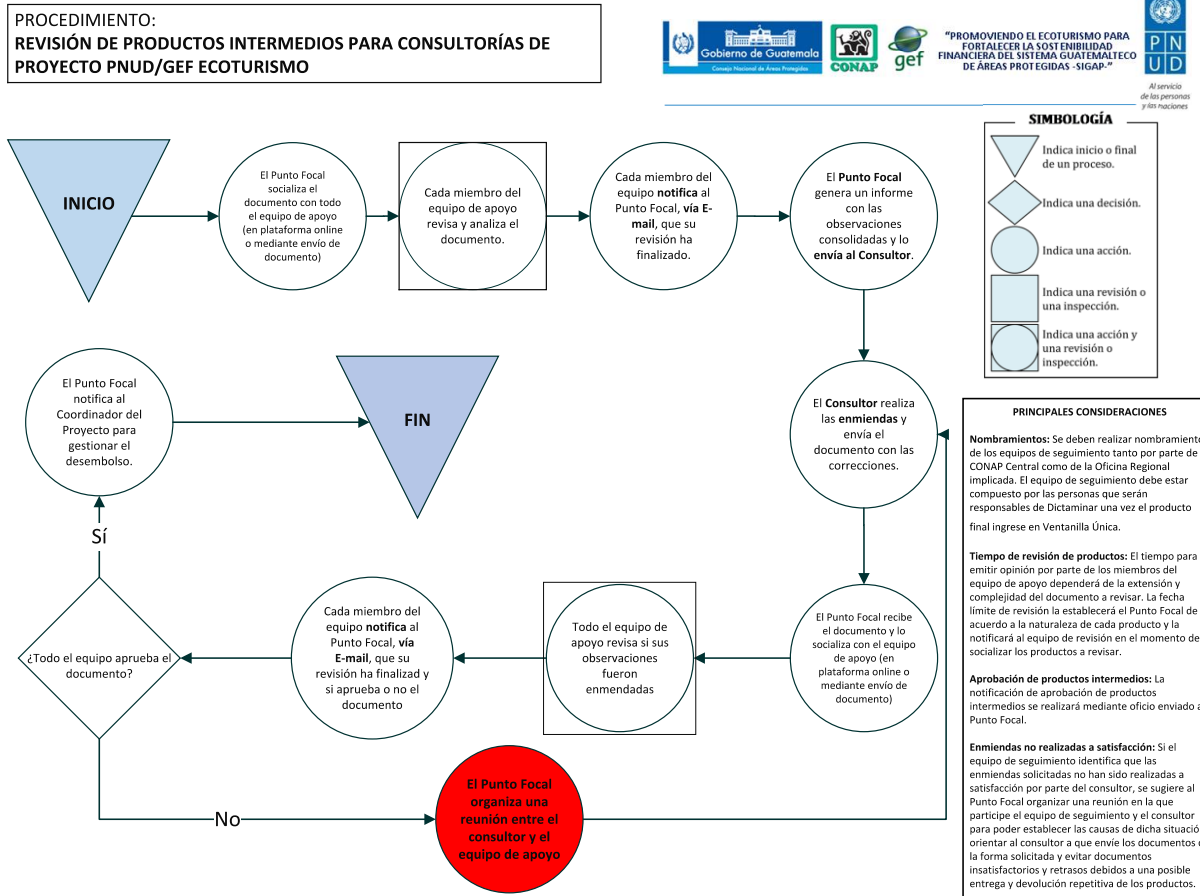 PROCEDIMIENTO:
REVISIÓN DE PRODUCTOS INTERMEDIOS PARA CONSULTORÍAS DE
PROYECTO PNUD/GEF ECOTURISMO
Gobierno de Guatemala
Consejo Nacional de Áreas Protegidas
CONAP
gef
“PROMOVIENDO EL ECOTURISMO PARA
FORTALECER LA SOSTENIBILIDAD
FINANCIERA DEL SISTEMA GUATEMALTECO
DE ÁREAS PROTEGIDAS -SIGAP-”
P N
U D
Al servicio
de las personas
y las naciones
SIMBOLOGÍA
Indica inicio o final
de un proceso.
Indica una decisión.
Indica una acción.
Indica una revisión o
una inspección.
Indica una acción y
una revisión o
inspección.
INICIO
El Punto Focal
socializa el
documento con todo
el equipo de apoyo
(en plataforma online
o mediante envío de
documento)
Cada miembro del
equipo de apoyo
revisa y analiza el
documento.
Cada miembro del
equipo notifica al
Punto Focal, vía E-
mail, que su
revisión ha
finalizado.
El Punto Focal
genera un informe
con las
observaciones
consolidadas y lo
envía al Consultor.
El Consultor realiza
las enmiendas y
envía el
documento con las
correcciones.
El Punto Focal recibe
el documento y lo
socializa con el equipo
de apoyo (en
plataforma online o
mediante envío de
documento)
Todo el equipo de
apoyo revisa si sus
observaciones
fueron
enmendadas
Cada miembro del
equipo notifica al
Punto Focal, vía
E-mail, que su
revisión ha finalizad y
si aprueba o no el
documento
¿Todo el equipo aprueba el
documento?
Sí
El Punto Focal
notifica al
Coordinador del
Proyecto para
gestionar el
desembolso.
FIN
No
El Punto Focal
organiza una
reunión entre el
consultor y el
equipo de apoyo
PRINCIPALES CONSIDERACIONES
Nombramientos: Se deben realizar nombramiento
de los equipos de seguimiento tanto por parte de
CONAP Central como de la Oficina Regional
implicada. El equipo de seguimiento debe estar
compuesto por las personas que serán
responsables de Dictaminar una vez el producto
final ingrese en Ventanilla Única.
Tiempo de revisión de productos: El tiempo para
emitir opinión por parte de los miembros del
equipo de apoyo dependerá de la extensión y
complejidad del documento a revisar. La fecha
límite de revisión la establecerá el Punto Focal de
acuerdo a la naturaleza de cada producto y la
notificará al equipo de revisión en el momento de
socializar los productos a revisar.
Aprobación de productos intermedios: La
notificación de aprobación de productos
intermedios se realizará mediante oficio enviado a
Punto Focal.
Enmiendas no realizadas a satisfacción: Si el
equipo de seguimiento identifica que las
enmiendas solicitadas no han sido realizadas a
satisfacción por parte del consultor, se sugiere al
Punto Focal organizar una reunión en la que
participe el equipo de seguimiento y el consultor
para poder establecer las causas de dicha situació
orientar al consultor a que envíe los documentos
la forma solicitada y evitar documentos
insatisfactorios y retrasos debidos a una posible
entrega y devolución repetitiva de los productos.